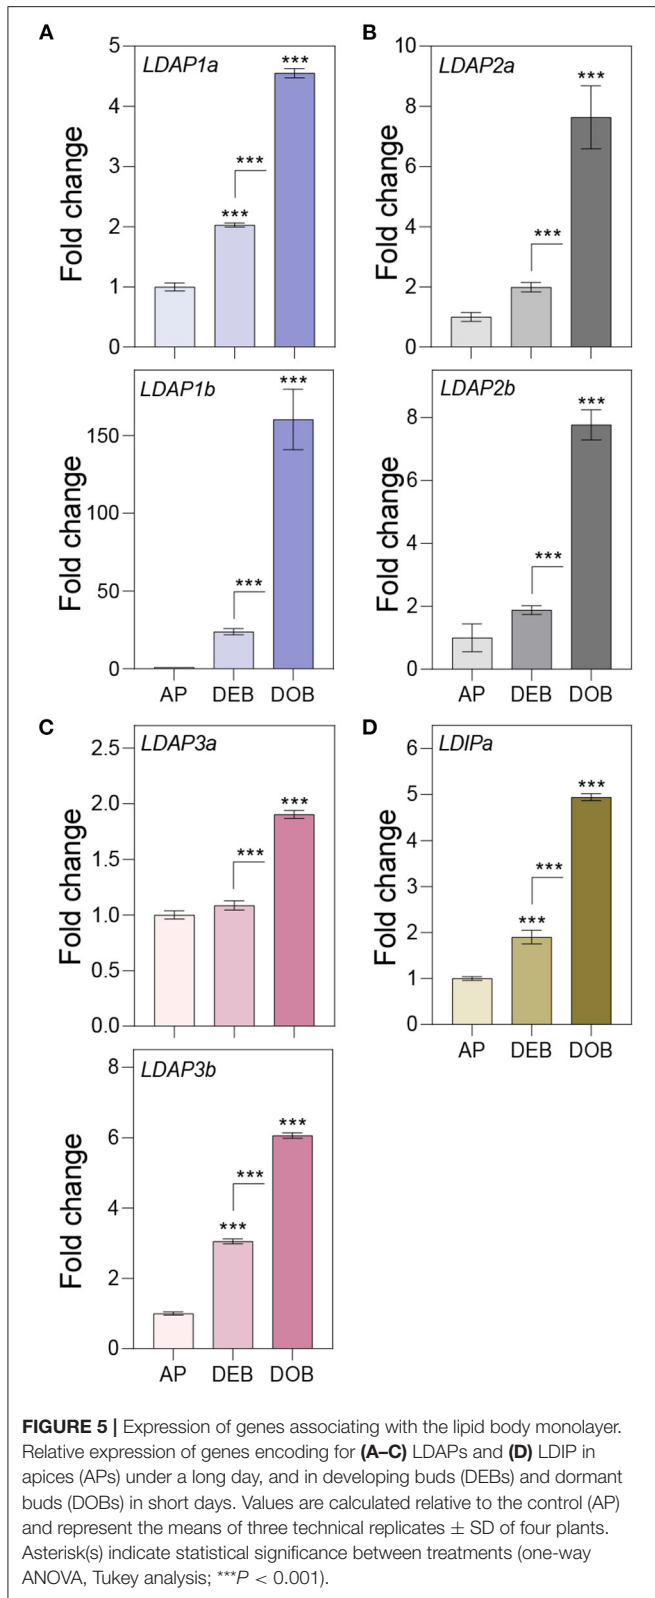 A
LDAP1a
Fold change
5
4
3
2
1
0
***
***
***
B
LDAP2a
Fold change
10
8
6
4
2
0
***
***
LDAP1b
Fold change
150
100
50
0
***
***
AP DEB DOB
LDAP2b
Fold change
8
6
4
2
0
***
***
AP DEB DOB
C
LDAP3a
Fold change
2.5
2.0
1.5
1.0
0.5
0.0
***
***
D
LDIPa
Fold change
6
5
4
3
2
1
0
***
***
***
AP DEB DOB
LDAP3b
Fold change
8
6
4
2
0
***
***
***
AP DEB DOB
FIGURE 5 | Expression of genes associating with the lipid body monolayer.
Relative expression of genes encoding for (A–C) LDAPs and (D) LDIP in
apices (APs) under a long day, and in developing buds (DEBs) and dormant
buds (DOBs) in short days. Values are calculated relative to the control (AP)
and represent the means of three technical replicates ± SD of four plants.
Asterisk(s) indicate statistical significance between treatments (one-way
ANOVA, Tukey analysis; ***P < 0.001).